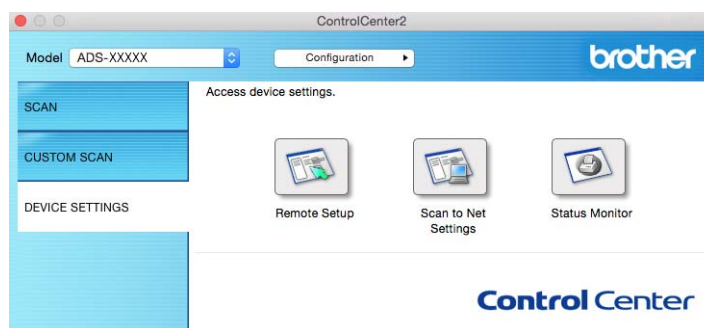 ControlCenter2
Model ADS-XXXXX Configuration brother
SCAN
CUSTOM SCAN
DEVICE SETTINGS
Access device settings.
Remote Setup
Scan to Net
Settings
Status Monitor
Control Center